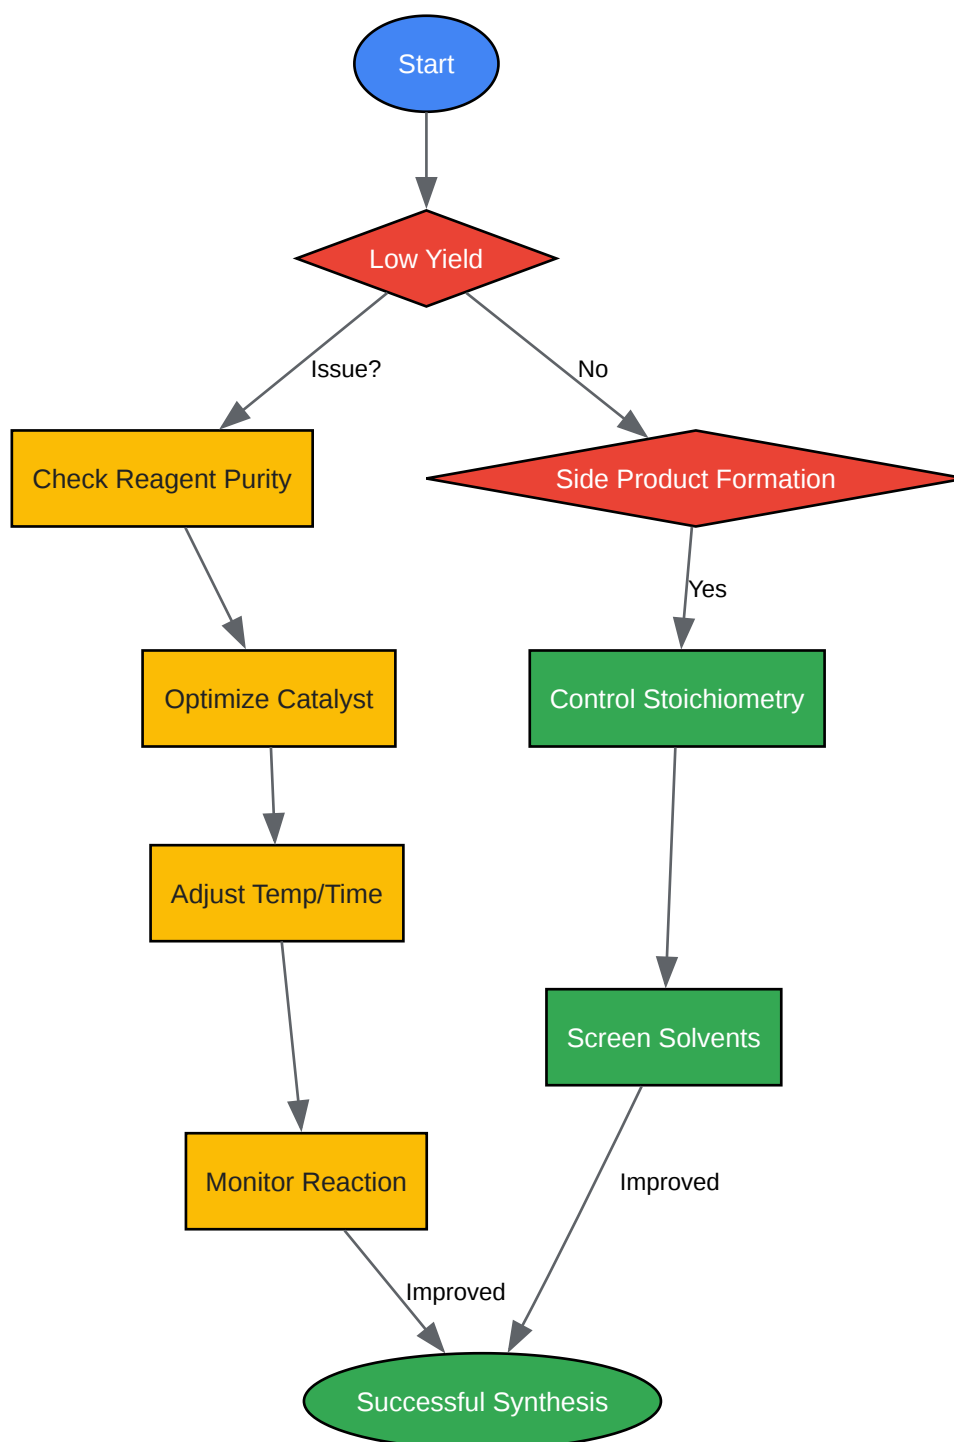 Start
Low Yield
Issue?
No
Check Reagent Purity
Side Product Formation
Yes
Optimize Catalyst
Control Stoichiometry
Adjust Temp/Time
Screen Solvents
Monitor Reaction
Improved
Improved
Successful Synthesis